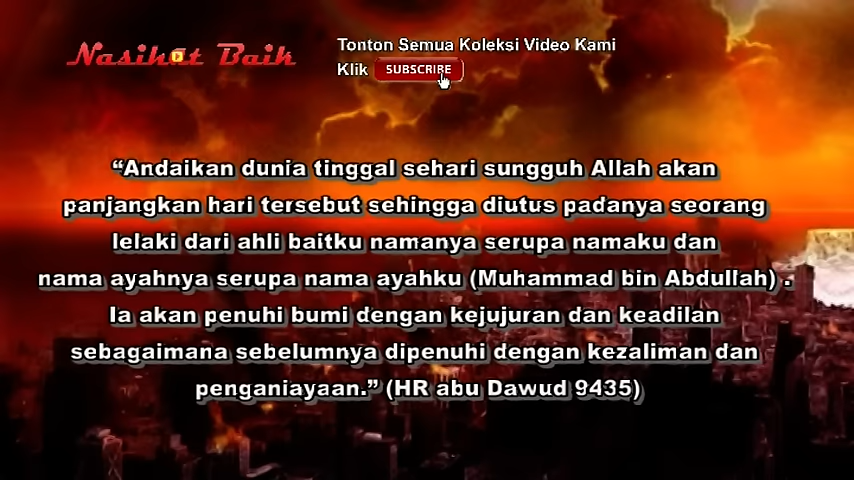 Nasihat Baik
Tonton Semua Koleksi Video Kami
Klik SUBSCRIBE
“Andaikan dunia tinggal sehari sungguh Allah akan
panjangkan hari tersebut sehingga diutus padanya seorang
lelaki dari ahli baitku namanya serupa namaku dan
nama ayahnya serupa nama ayahku (Muhammad bin Abdullah) .
Ia akan penuhi bumi dengan kejujuran dan keadilan
sebagaimana sebelumnya dipenuhi dengan kezaliman dan
penganiayaan.” (HR abu Dawud 9435)